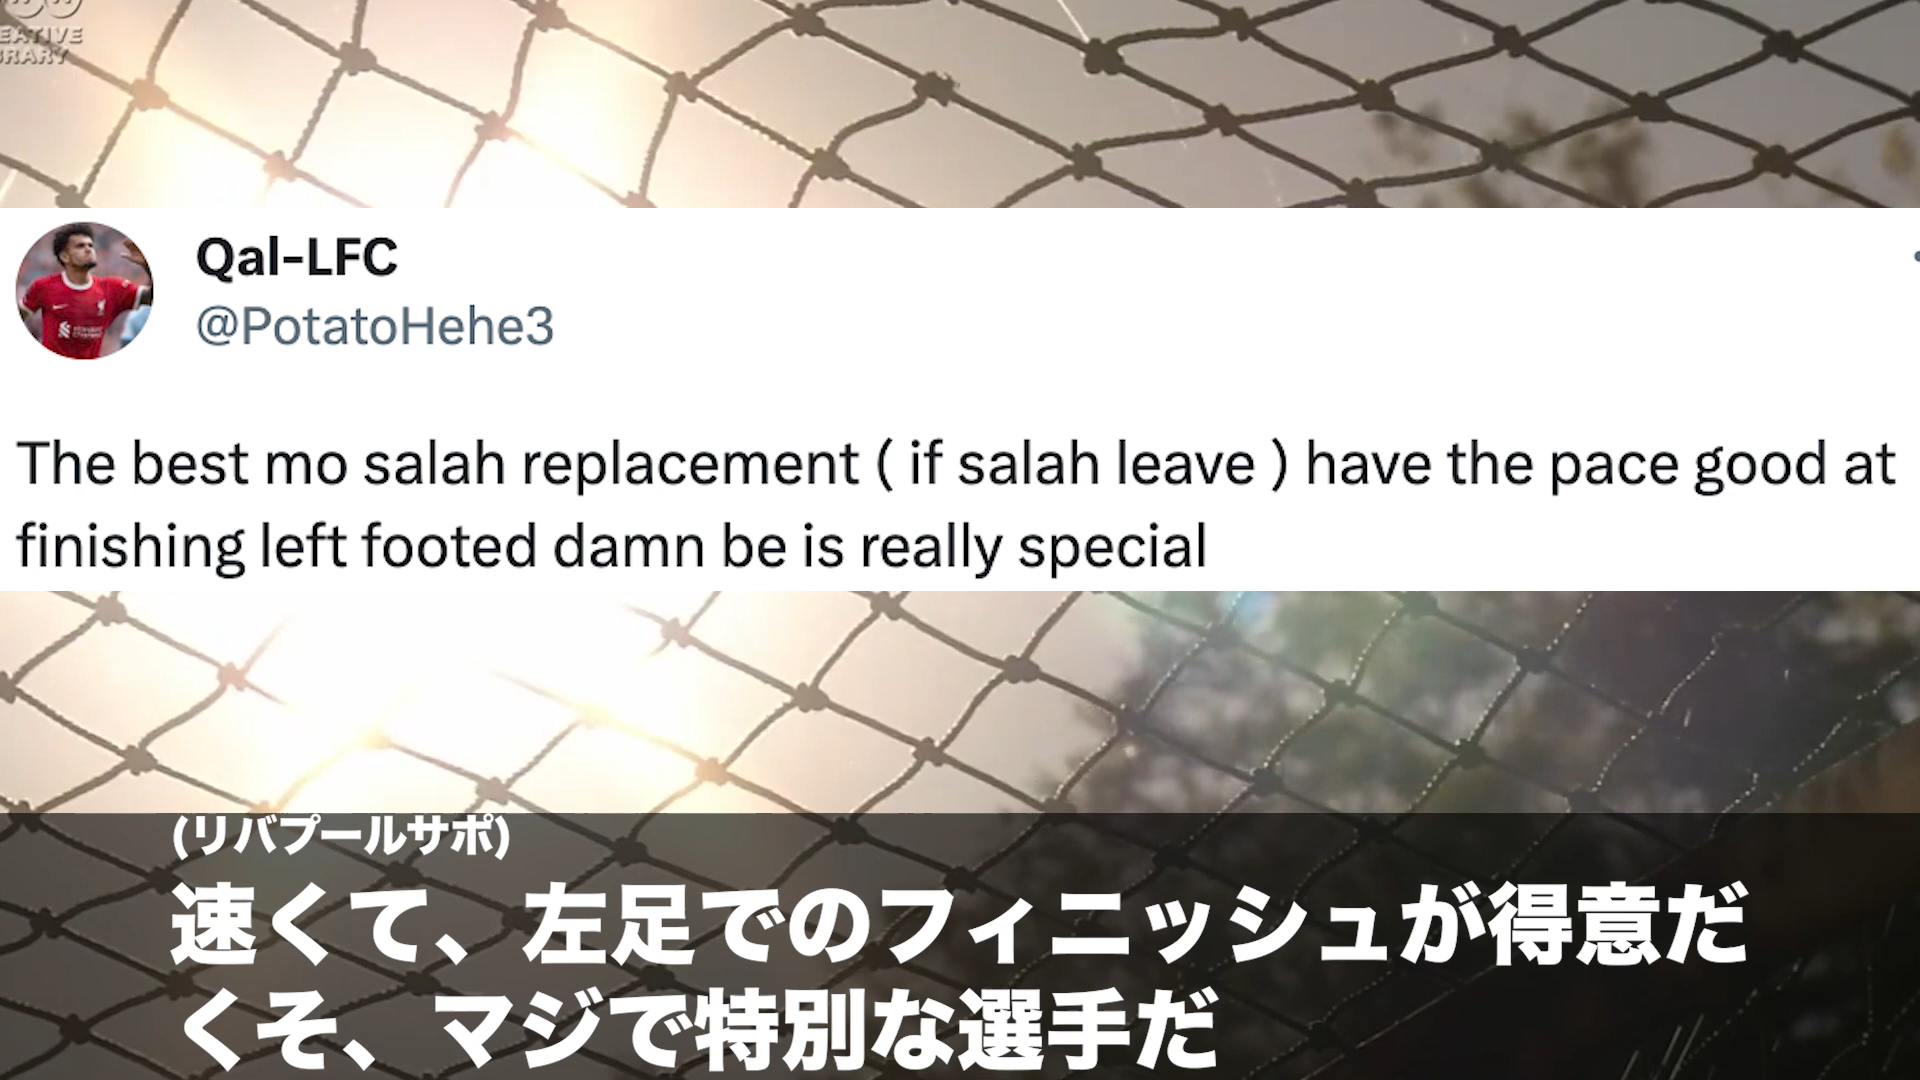 EATIVE
BRARY
Qal-LFC
@PotatoHehe3
The best mo salah replacement ( if salah leave ) have the pace good at
finishing left footed damn be is really special
(リバプールサポ)
速くて、左足でのフィニッシュが得意だ
くそ、マジで特別な選手だ